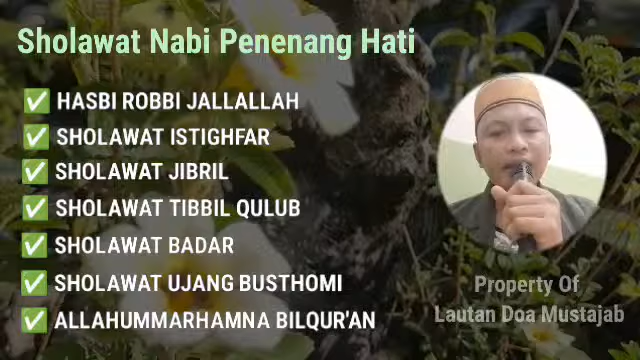 Sholawat Nabi Penenang Hati
✅ HASBI ROBBI JALLALLAH
✅ SHOLAWAT ISTIGHFAR
✅ SHOLAWAT JIBRIL
✅ SHOLAWAT TIBBIL QULUB
✅ SHOLAWAT BADAR
✅ SHOLAWAT UJANG BUSTHOMI
✅ ALLAHUMMARHAMNA BILQUR'AN
Property Of
Lautan Doa Mustajab